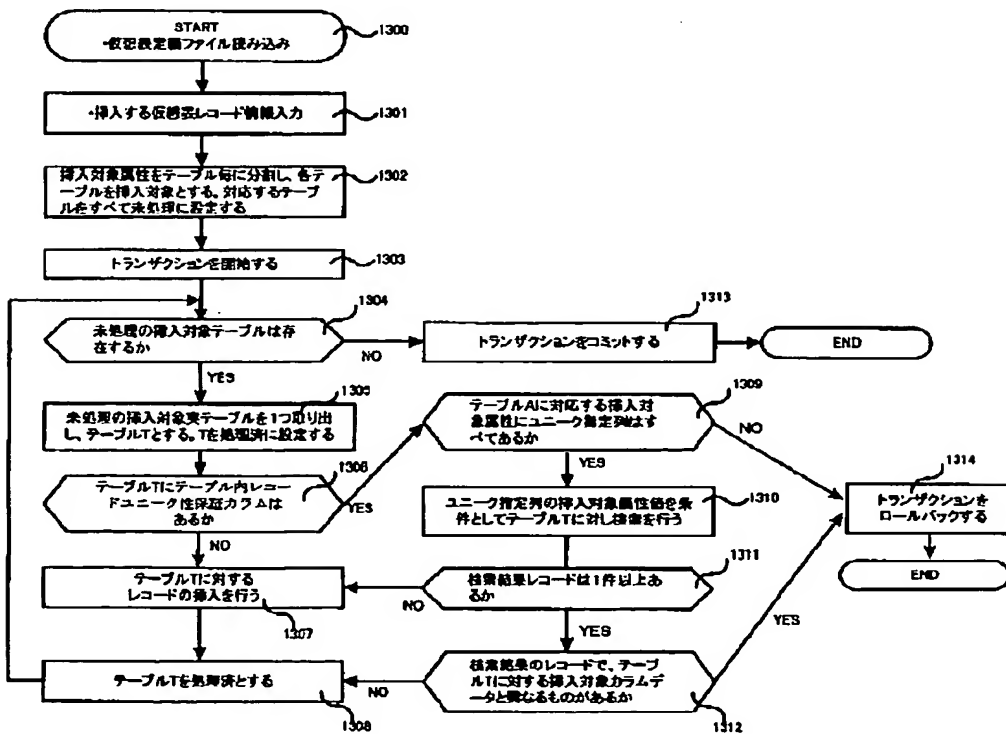 START
・仮想表定義ファイル読み込み
1300
・挿入する仮想表レコード情報入力
1301
挿入対象属性をテーブル毎に分割し、各テ
ーブルを挿入対象とする。対応するテーブ
ルをすべて未処理に設定する
1302
トランザクションを開始する
1303
未処理の挿入対象テーブルは存
在するか
1304
NO
YES
トランザクションをコミットする
1313
END
1305
未処理の挿入対象実テーブルを1つ取り出
し、テーブルTとする。Tを処理済に設定する
テーブルTにテーブル内レコー
ドユニーク性保証カラムは
あるか
1306
YES
NO
テーブルAに対応する挿入対
象属性にユニーク指定列はす
べてあるか
1309
NO
YES
ユニーク指定列の挿入対象属性値を条
件としてテーブルTに対し検索を行う
1310
検索結果レコードは1件以上あ
るか
1311
NO
YES
テーブルTに対する
レコードの挿入を行う
1307
検索結果のレコードで、テーブ
ルTに対する挿入対象カラムデ
ータと異なるものがあるか
1312
NO
YES
テーブルTを処理済とする
1308
1314
トランザクションを
ロールバックする
END